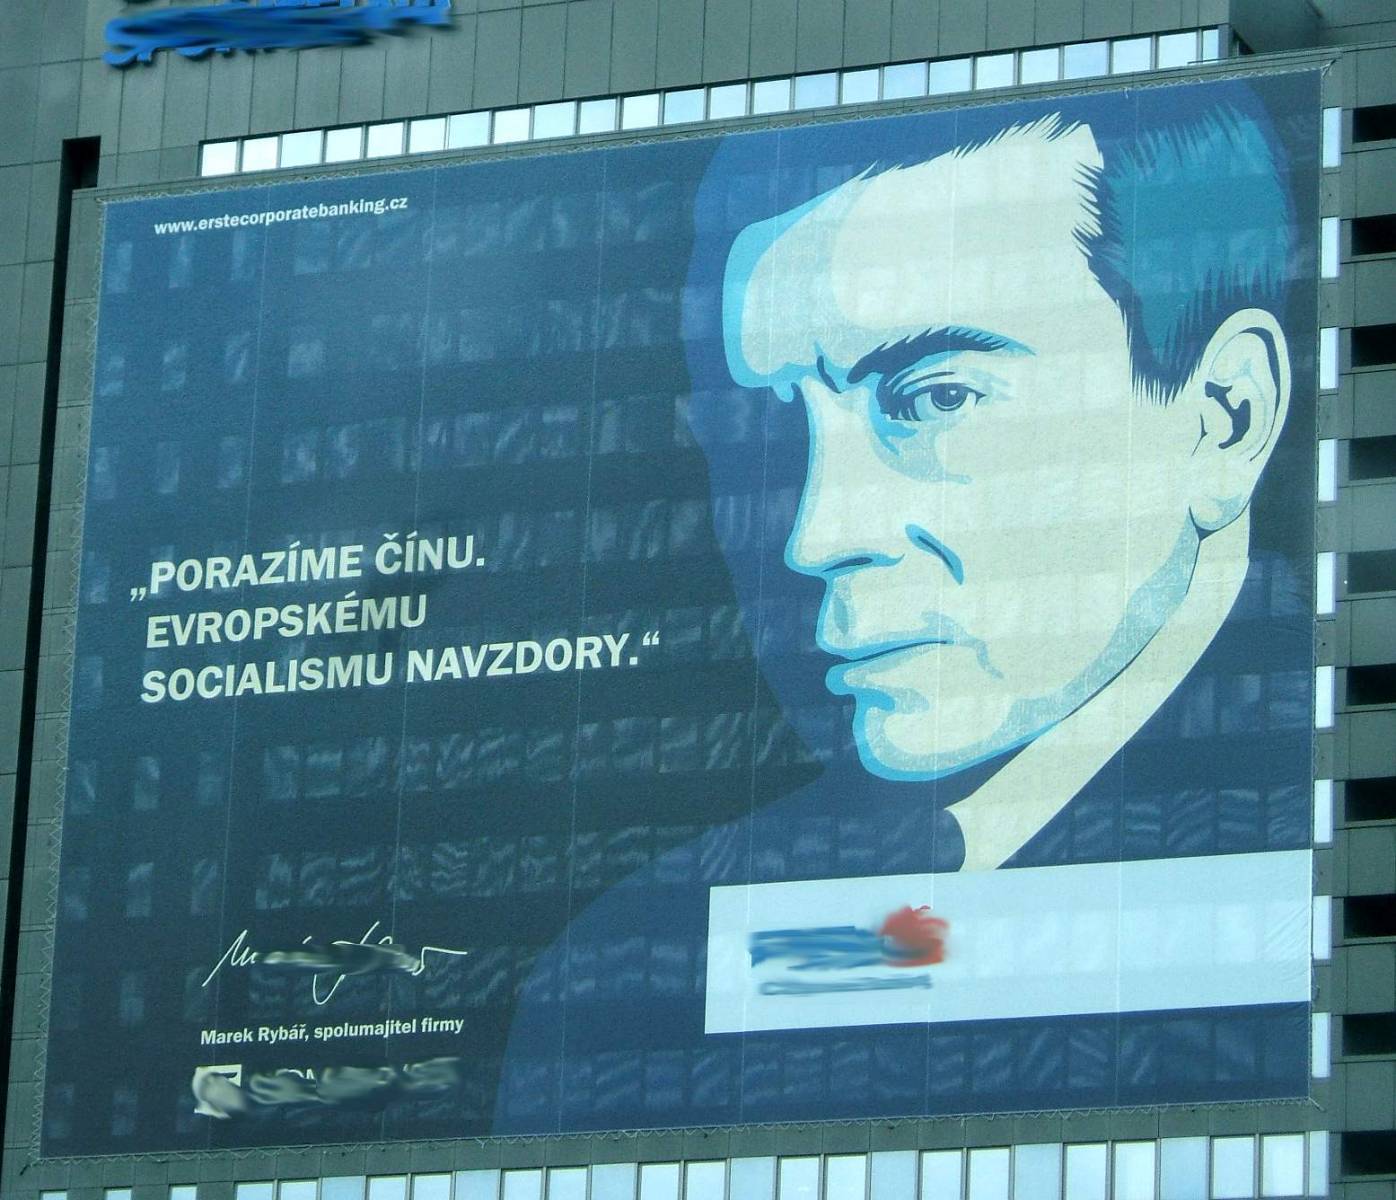 www.erstecorporatebanking.cz
„PORAZÍME ČÍNU.
EVROPSKÉMU
SOCIALISMU NAVZDORY.“
Marek Rybář, spolumajitel firmy